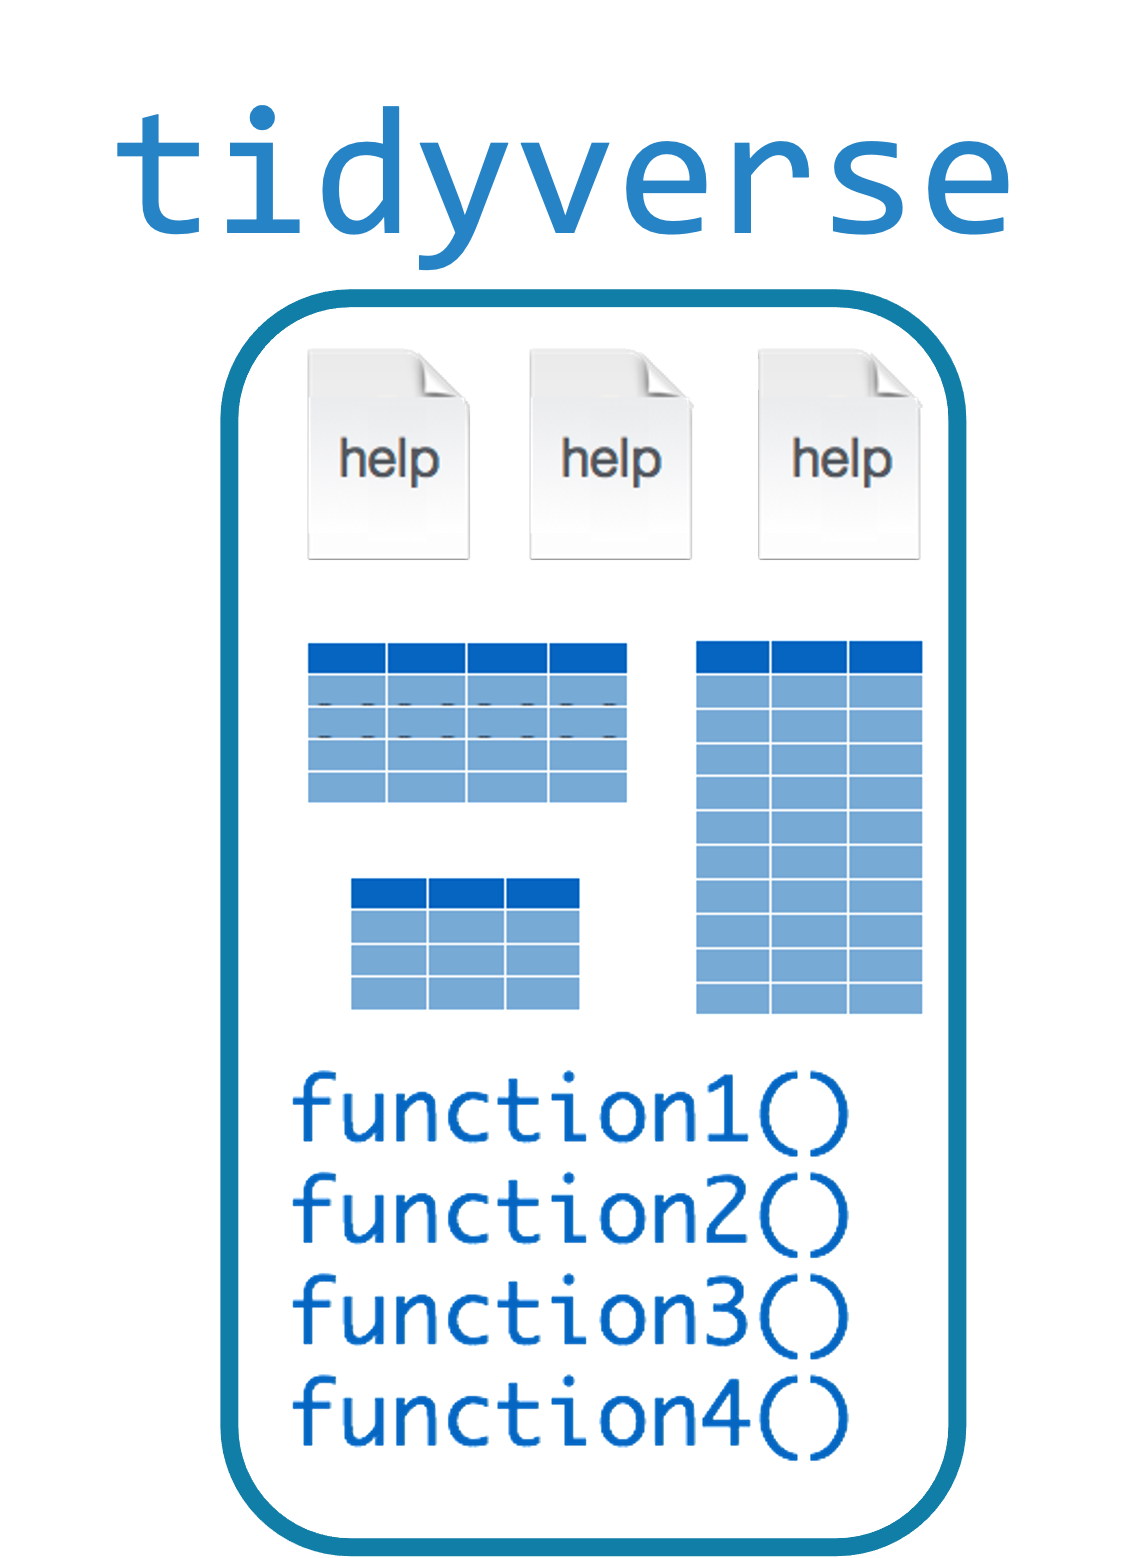 tidyverse
help help help
function1()
function2()
function3()
function4()